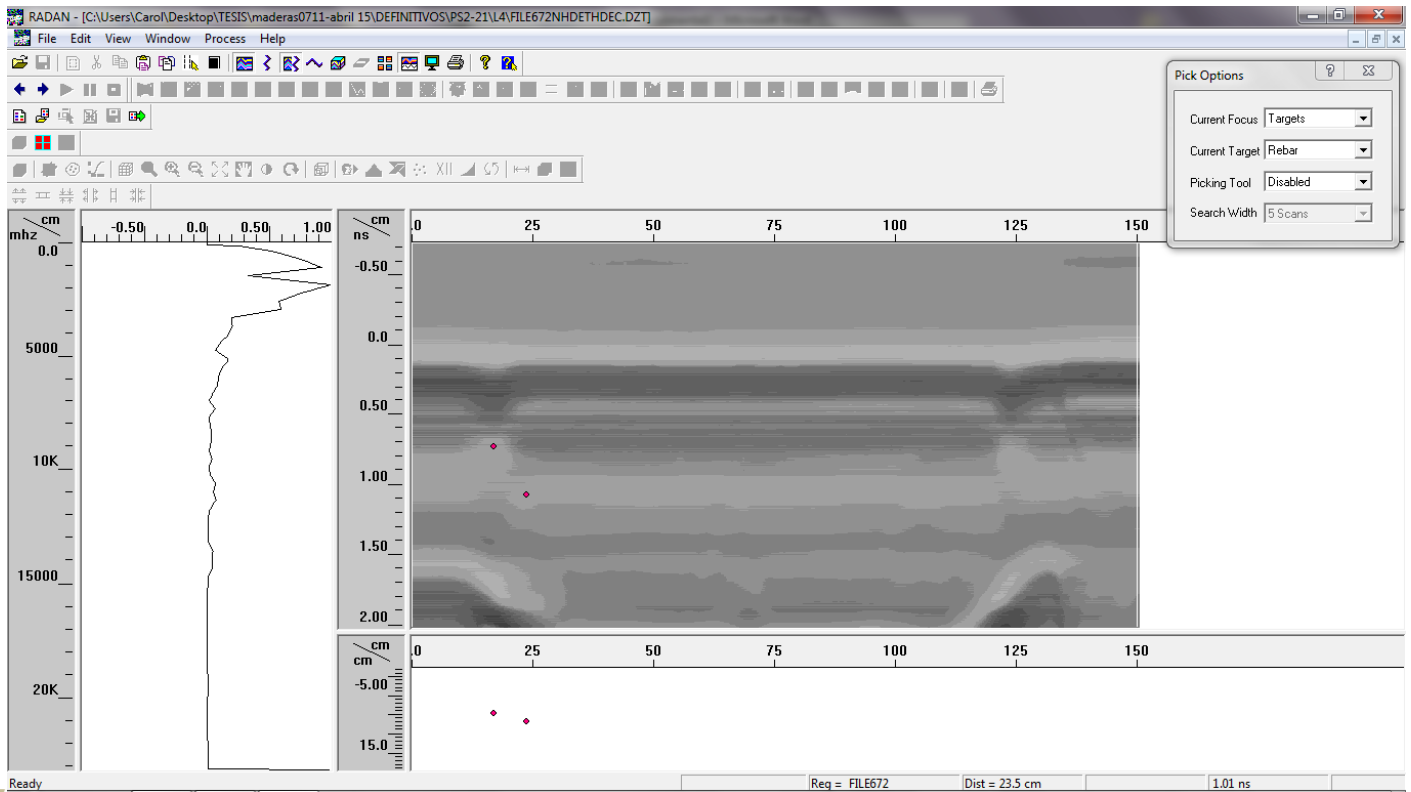 RADAN - [C:\Users\Carol\Desktop\TESIS\maderas0711-abril 15\DEFINITIVOS\PS2-21\L4\FILE672NHDETHDEC.DZT]
File Edit View Window Process Help
Pick Options
Current Focus Targets
Current Target Rebar
Picking Tool Disabled
Search Width 5 Scans
cm
mhz
-0.50 0.0 0.50 1.00
cm
ns
.0 25 50 75 100 125 150
0.0
5000
10K
15000
20K
-0.50
0.0
0.50
1.00
1.50
2.00
cm
cm
.0 25 50 75 100 125 150
-5.00
15.0
Ready Reg = FILE672 Dist = 23.5 cm 1.01 ns